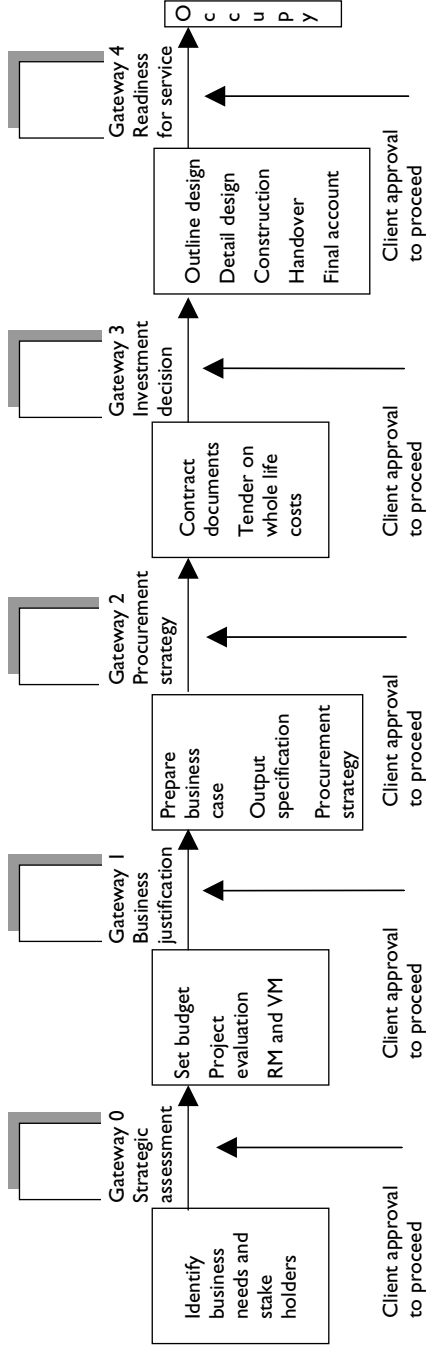 Gateway 0
Strategic
assessment
Gateway 1
Business
justification
Gateway 2
Procurement
strategy
Gateway 3
Investment
decision
Gateway 4
Readiness
for service
Identify
business
needs and
stake
holders
Set budget
Project
evaluation
RM and VM
Prepare
business
case
Output
specification
Procurement
strategy
Contract
documents
Tender on
whole life
costs
Outline design
Detail design
Construction
Handover
Final account
O
c
c
u
p
y
Client approval
to proceed
Client approval
to proceed
Client approval
to proceed
Client approval
to proceed
Client approval
to proceed